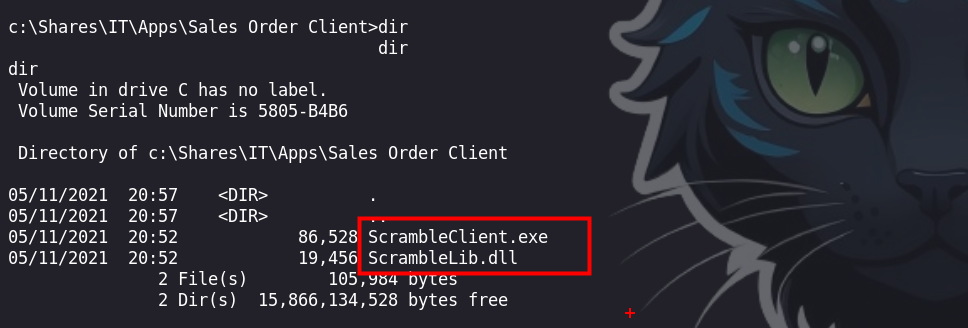 c:\Shares\IT\Apps\Sales Order Client>dir
dir
dir
Volume in drive C has no label.
Volume Serial Number is 5805-B4B6
Directory of c:\Shares\IT\Apps\Sales Order Client
05/11/2021  20:57    <DIR>          .
05/11/2021  20:57    <DIR>          ..
05/11/2021  20:52            86,528 ScrambleClient.exe
05/11/2021  20:52            19,456 ScrambleLib.dll
2 File(s)        105,984 bytes
2 Dir(s)  15,866,134,528 bytes free